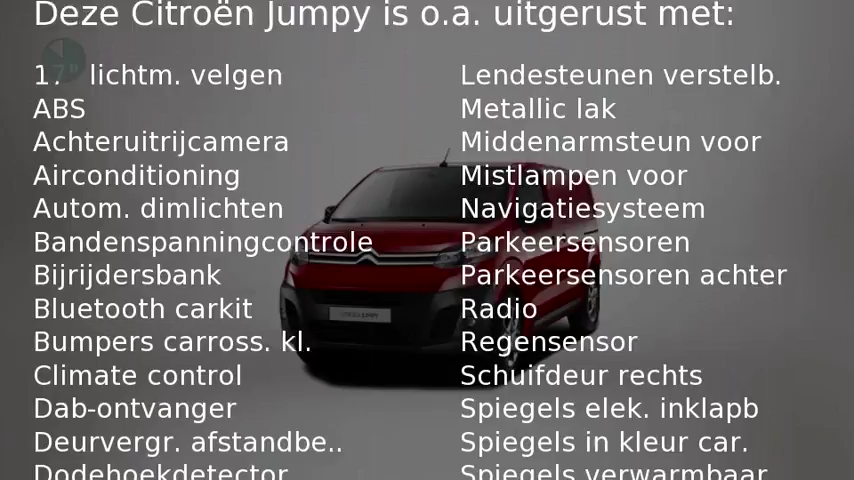 Deze Citroën Jumpy is o.a. uitgerust met:
lichtm. velgen
ABS
Achteruitrijcamera
Airconditioning
Autom. dimlichten
Bandenspanningcontrole
Bijrijdersbank
Bluetooth carkit
Bumpers carross. kl.
Climate control
Dab-ontvanger
Deurvergr. afstandbe..
Dodehoekdetector
Lendesteunen verstelb.
Metallic lak
Middenarmsteun voor
Mistlampen voor
Navigatiesysteem
Parkeersensoren
Parkeersensoren achter
Radio
Regensensor
Schuifdeur rechts
Spiegels elek. inklapb
Spiegels in kleur car.
Spiegels verwarmbaar
JUMPY